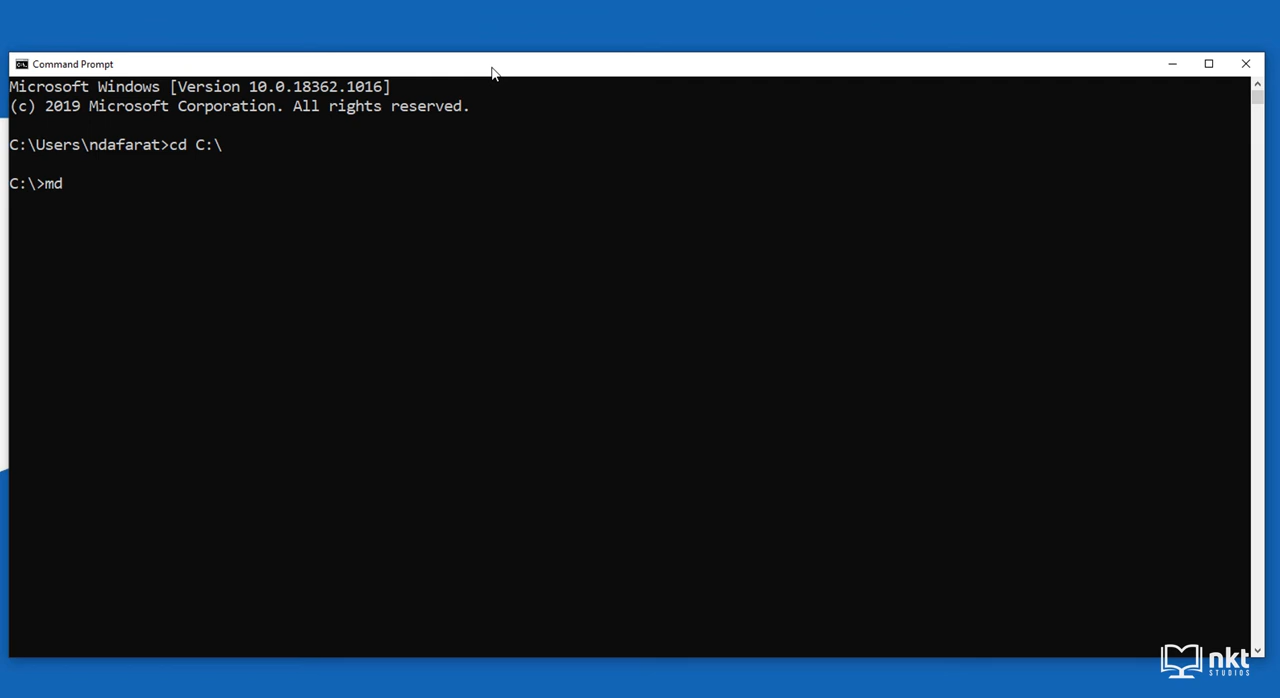 Command Prompt
Microsoft Windows [Version 10.0.18362.1016]
(c) 2019 Microsoft Corporation. All rights reserved.
C:\Users\ndafarat>cd C:\
C:\>md
nkt
STUDIOS